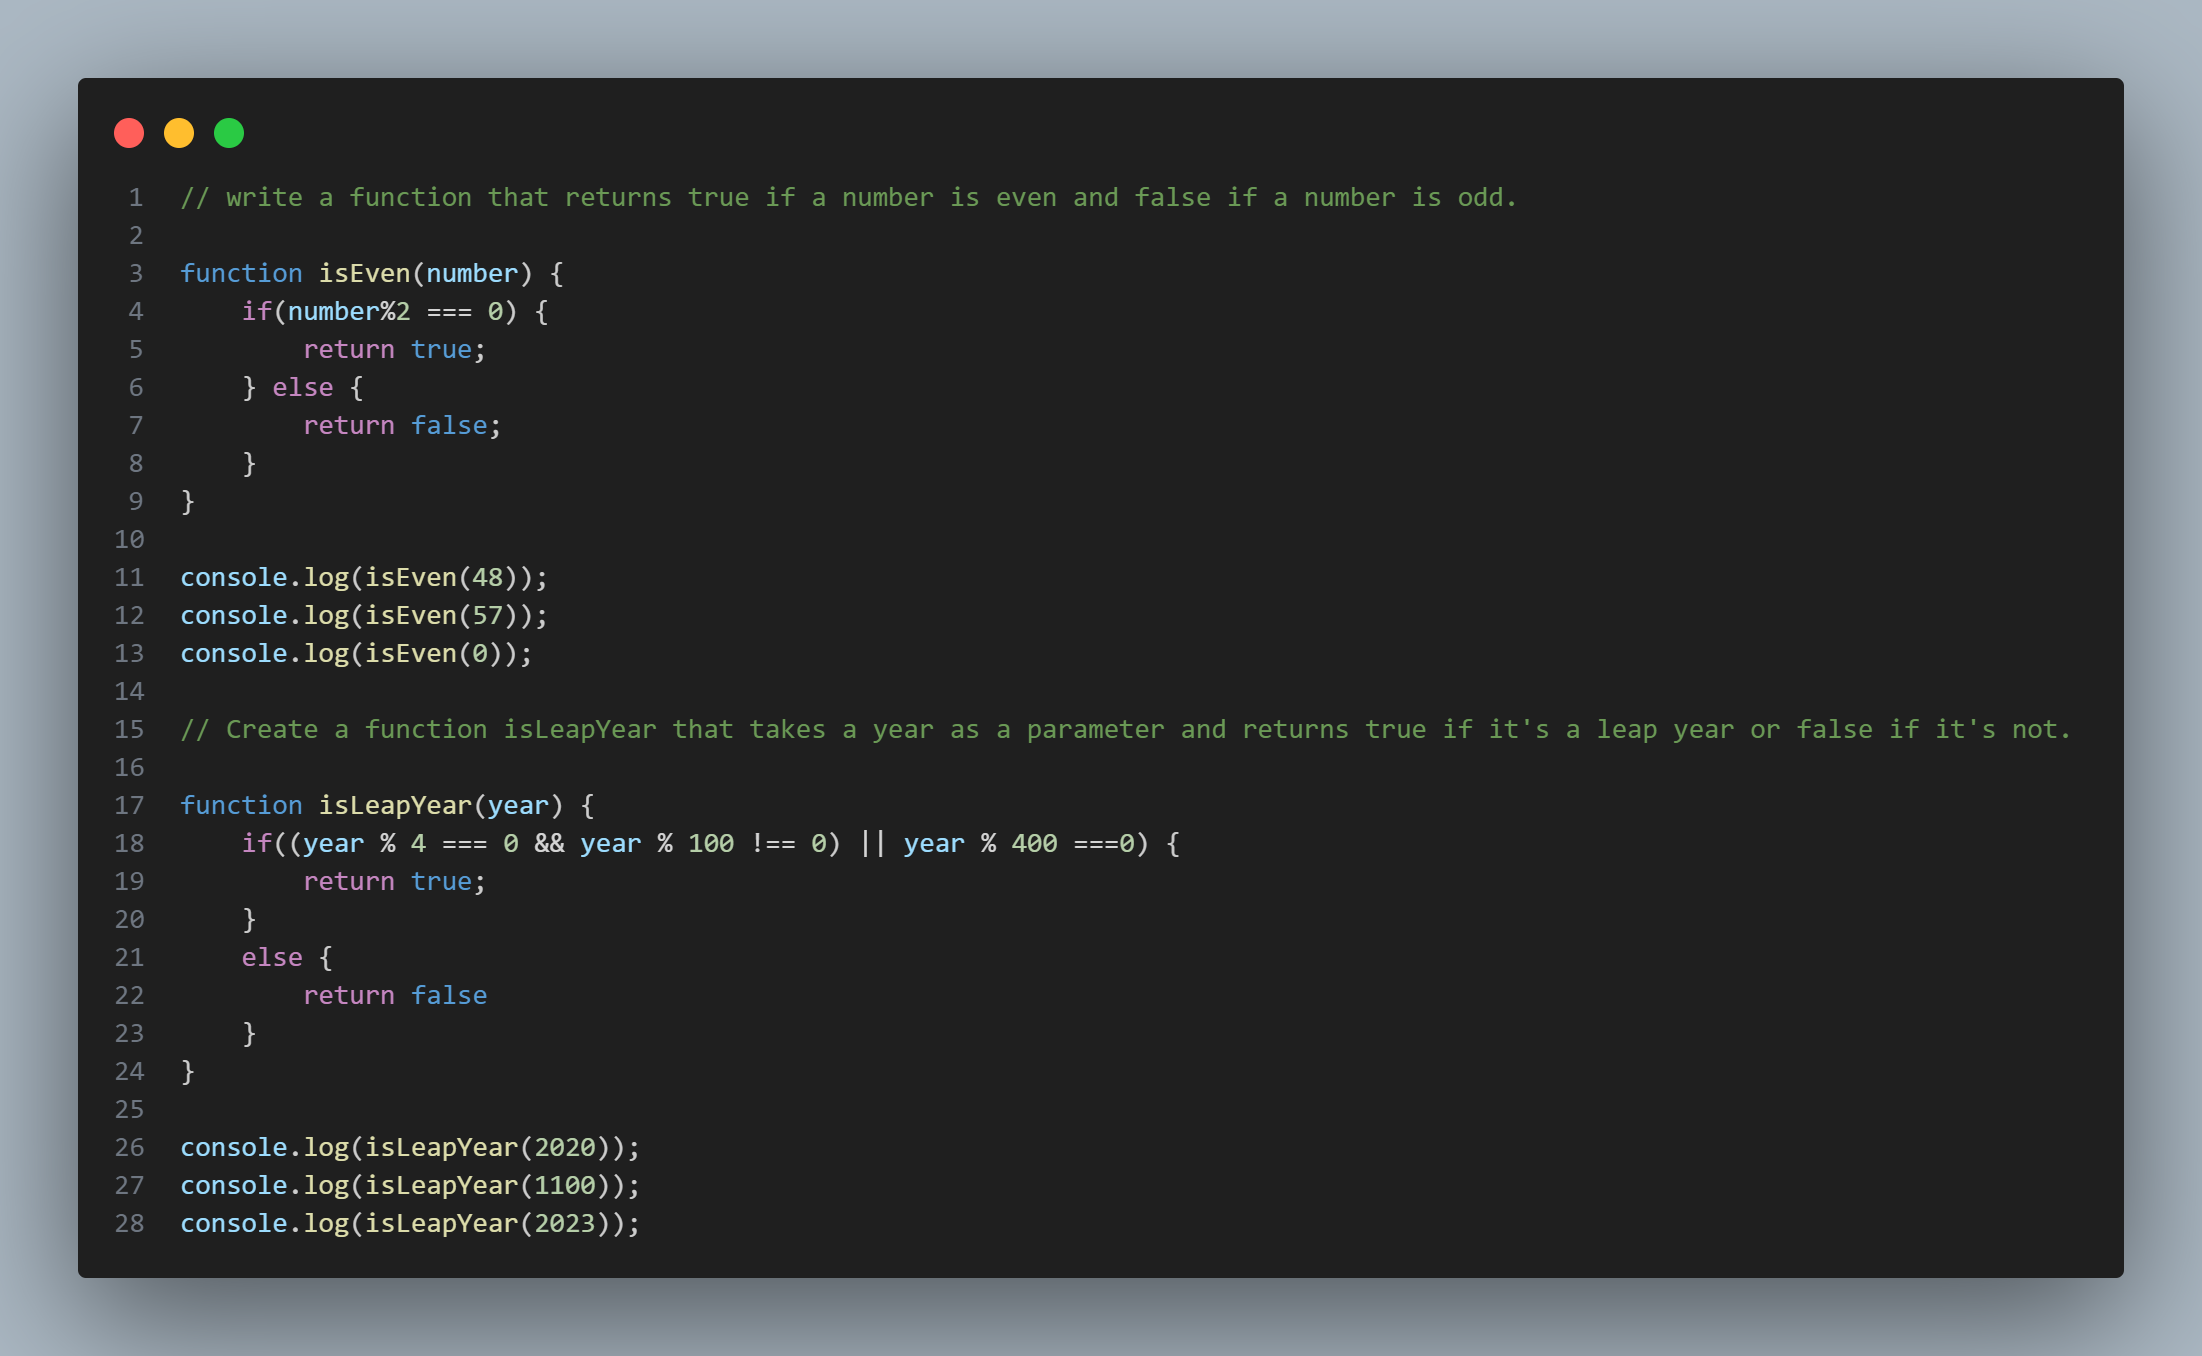 1 // write a function that returns true if a number is even and false if a number is odd.
2
3 function isEven(number) {
4     if(number%2 === 0) {
5         return true;
6     } else {
7         return false;
8     }
9 }
10
11 console.log(isEven(48));
12 console.log(isEven(57));
13 console.log(isEven(0));
14
15 // Create a function isLeapYear that takes a year as a parameter and returns true if it's a leap year or false if it's not.
16
17 function isLeapYear(year) {
18     if((year % 4 === 0 && year % 100 !== 0) || year % 400 ===0) {
19         return true;
20     }
21     else {
22         return false
23     }
24 }
25
26 console.log(isLeapYear(2020));
27 console.log(isLeapYear(1100));
28 console.log(isLeapYear(2023));